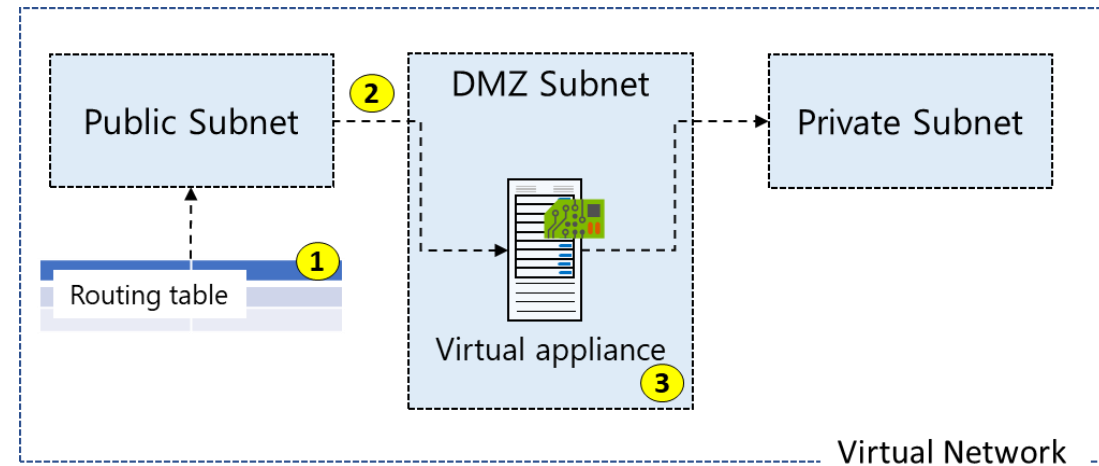 Public Subnet
2
DMZ Subnet
Private Subnet
1
Routing table
Virtual appliance
3
Virtual Network